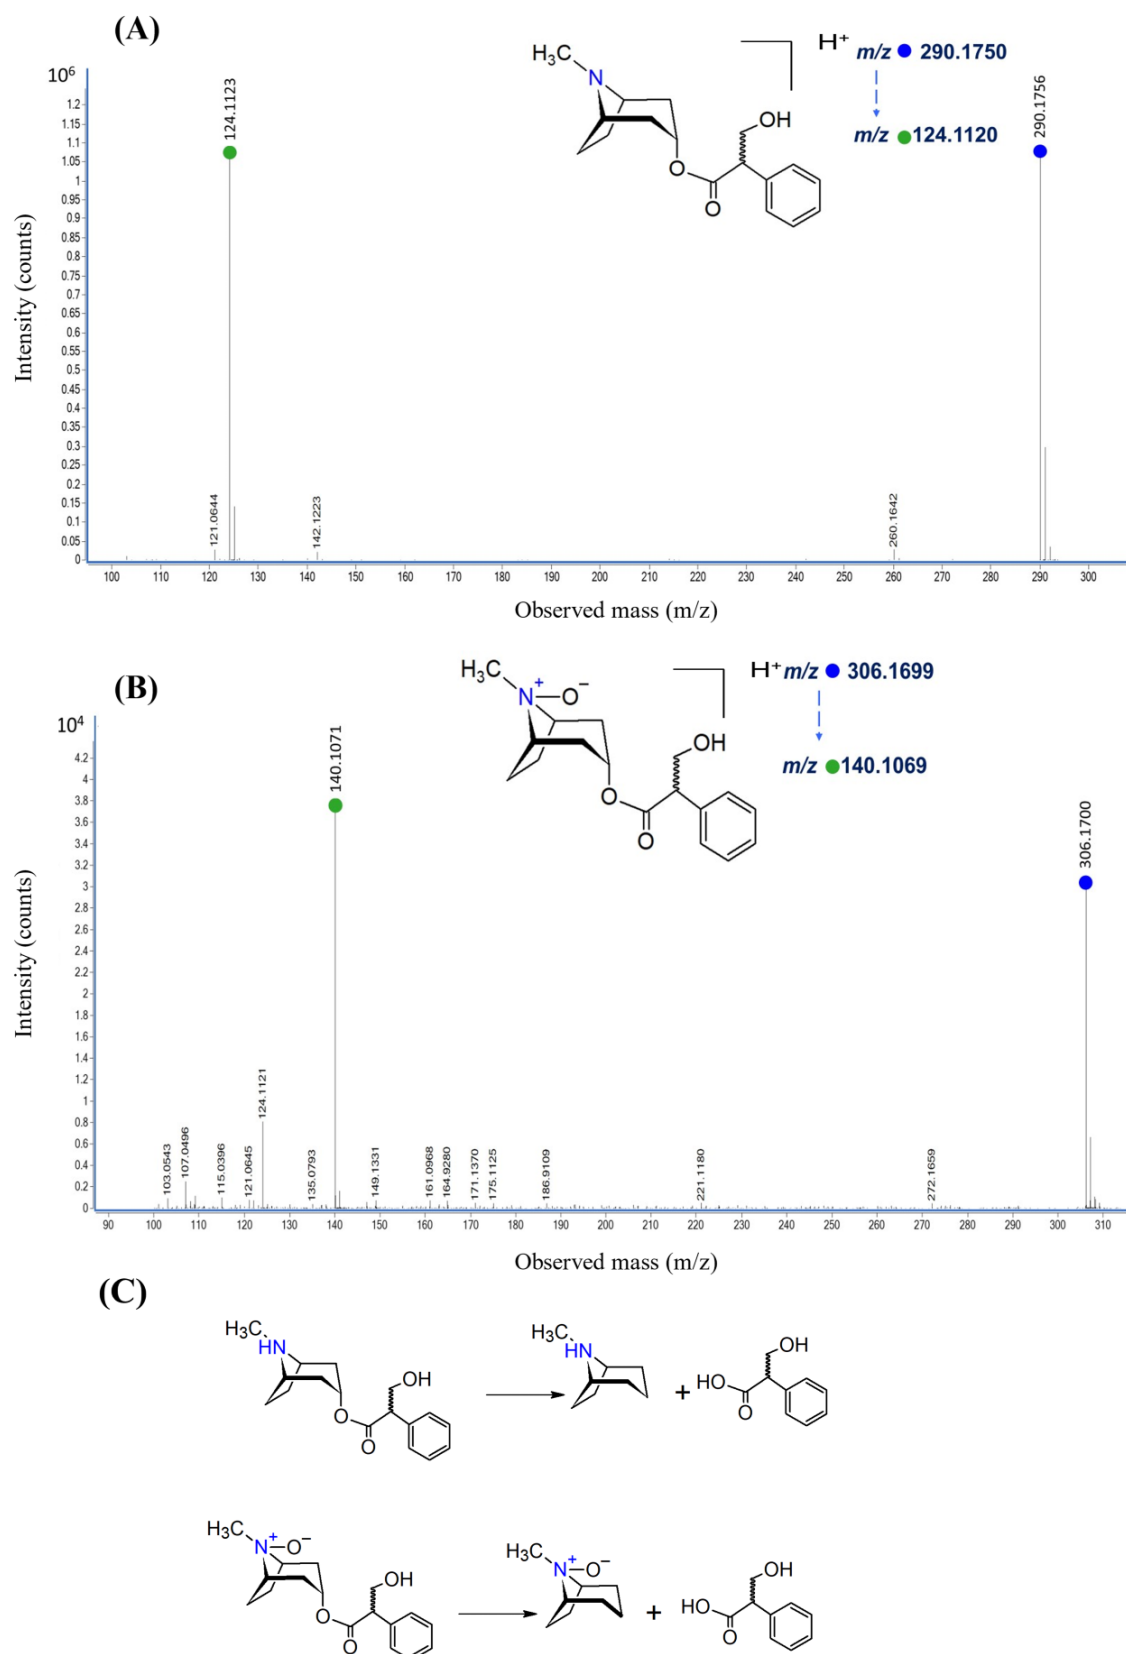 (A)
10⁶
H₃C
N
O
O
OH
H⁺
m/z 290.1750
m/z 124.1120
124.1123
290.1756
121.0644
142.1223
260.1642
1.2
1.15
1.1
1.05
1
0.95
0.9
0.85
0.8
0.75
0.7
0.65
0.6
0.55
0.5
0.45
0.4
0.35
0.3
0.25
0.2
0.15
0.1
0.05
0
Intensity (counts)
100 110 120 130 140 150 160 170 180 190 200 210 220 230 240 250 260 270 280 290 300
Observed mass (m/z)
(B)
10⁴
H₃C
N⁺
O⁻
O
O
OH
H⁺ m/z 306.1699
m/z 140.1069
140.1071
306.1700
103.0543
107.0496
115.0396
121.0645
124.1121
135.0793
149.1331
161.0968
164.9280
171.1370
175.1125
186.9109
221.1180
272.1659
4.2
4
3.8
3.6
3.4
3.2
3
2.8
2.6
2.4
2.2
2
1.8
1.6
1.4
1.2
1
0.8
0.6
0.4
0.2
0
Intensity (counts)
90 100 110 120 130 140 150 160 170 180 190 200 210 220 230 240 250 260 270 280 290 300 310
Observed mass (m/z)
(C)
H₃C
HN
O
O
OH
H₃C
HN
+
HO
O
OH
H₃C
N⁺
O⁻
O
O
OH
H₃C
N⁺
O⁻
+
HO
O
OH